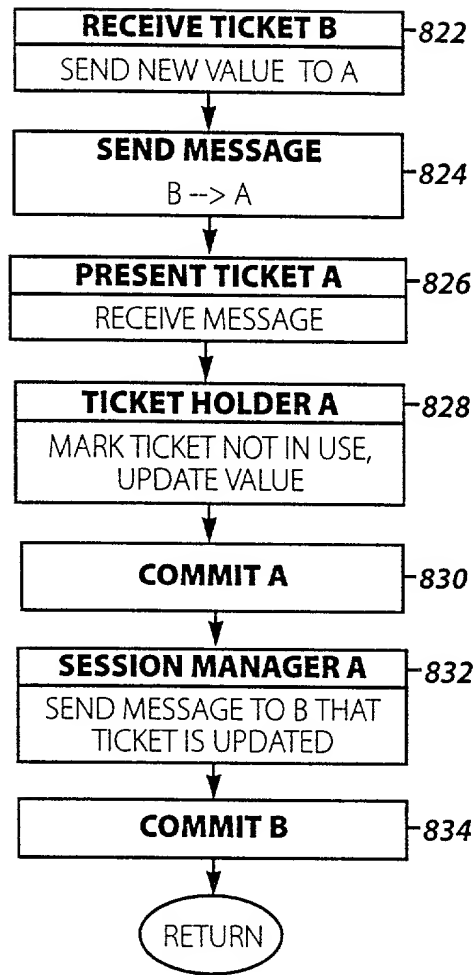 RECEIVE TICKET B
822
SEND NEW VALUE TO A
SEND MESSAGE
824
B --> A
PRESENT TICKET A
826
RECEIVE MESSAGE
TICKET HOLDER A
828
MARK TICKET NOT IN USE,
UPDATE VALUE
COMMIT A
830
SESSION MANAGER A
832
SEND MESSAGE TO B THAT
TICKET IS UPDATED
COMMIT B
834
RETURN